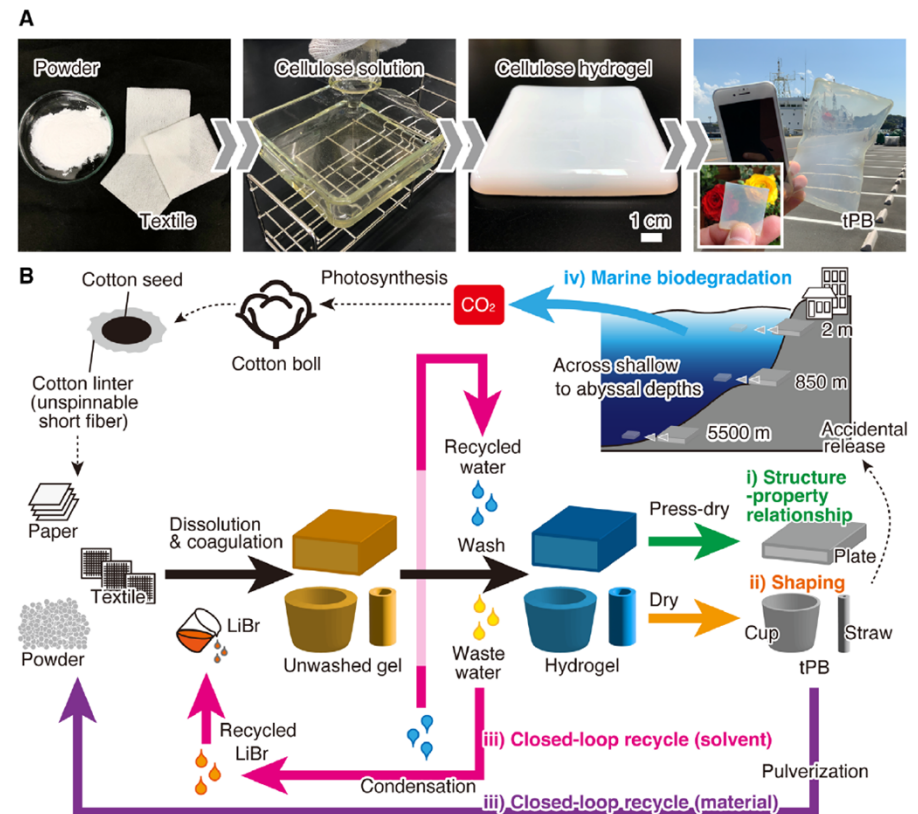 A
Powder
Textile
Cellulose solution
Cellulose hydrogel
1 cm
tPB
B
Cotton seed
Cotton boll
Photosynthesis
CO₂
iv) Marine biodegradation
2 m
Across shallow
to abyssal depths
850 m
5500 m
Accidental
release
Cotton linter
(unspinnable
short fiber)
Paper
Textile
Powder
Dissolution
& coagulation
LiBr
Unwashed gel
Recycled
water
Wash
Waste
water
Hydrogel
Press-dry
i) Structure
-property
relationship
Plate
Dry
ii) Shaping
Cup
Straw
tPB
Recycled
LiBr
Condensation
iii) Closed-loop recycle (solvent)
Pulverization
iii) Closed-loop recycle (material)